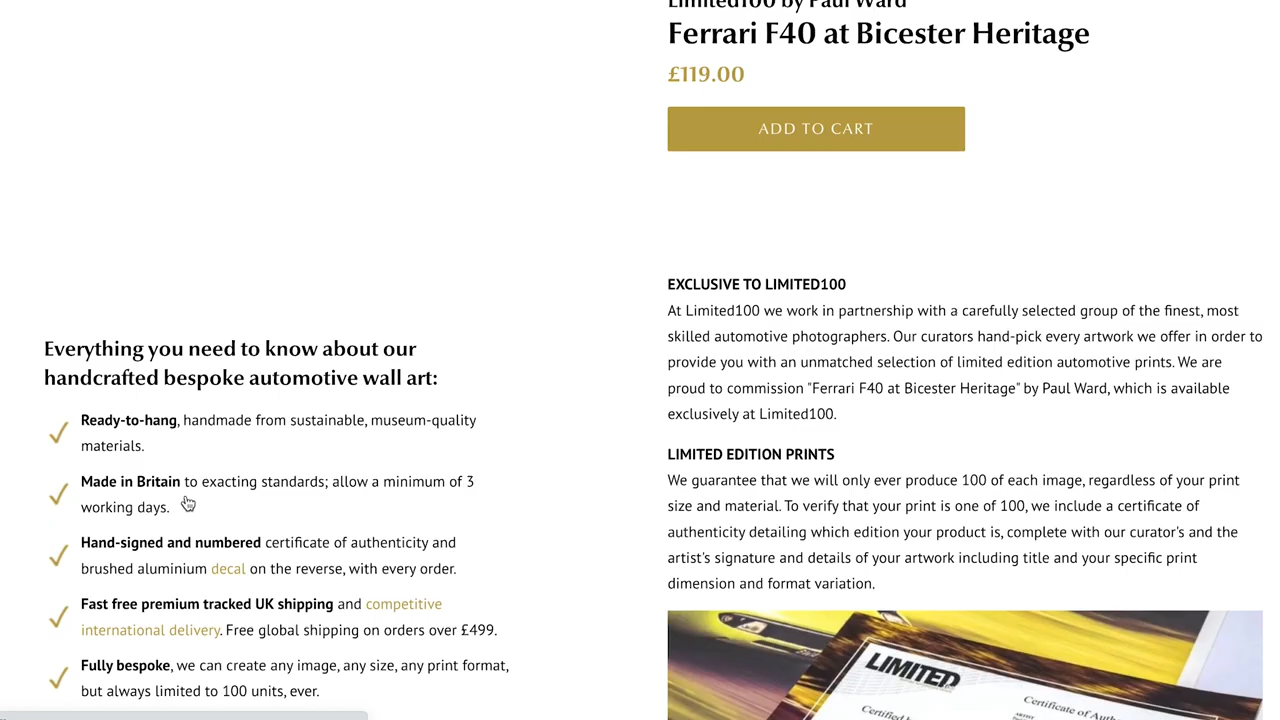 Limited100 by Paul Ward
Ferrari F40 at Bicester Heritage
£119.00
ADD TO CART
EXCLUSIVE TO LIMITED100
At Limited100 we work in partnership with a carefully selected group of the finest, most
skilled automotive photographers. Our curators hand-pick every artwork we offer in order to
provide you with an unmatched selection of limited edition automotive prints. We are
proud to commission "Ferrari F40 at Bicester Heritage" by Paul Ward, which is available
exclusively at Limited100.
LIMITED EDITION PRINTS
We guarantee that we will only ever produce 100 of each image, regardless of your print
size and material. To verify that your print is one of 100, we include a certificate of
authenticity detailing which edition your product is, complete with our curator's and the
artist's signature and details of your artwork including title and your specific print
dimension and format variation.
LIMITED
Certificate of Auth
Certified
ARTIST
Everything you need to know about our
handcrafted bespoke automotive wall art:
Ready-to-hang, handmade from sustainable, museum-quality
materials.
Made in Britain to exacting standards; allow a minimum of 3
working days.
Hand-signed and numbered certificate of authenticity and
brushed aluminium decal on the reverse, with every order.
Fast free premium tracked UK shipping and competitive
international delivery. Free global shipping on orders over £499.
Fully bespoke, we can create any image, any size, any print format,
but always limited to 100 units, ever.